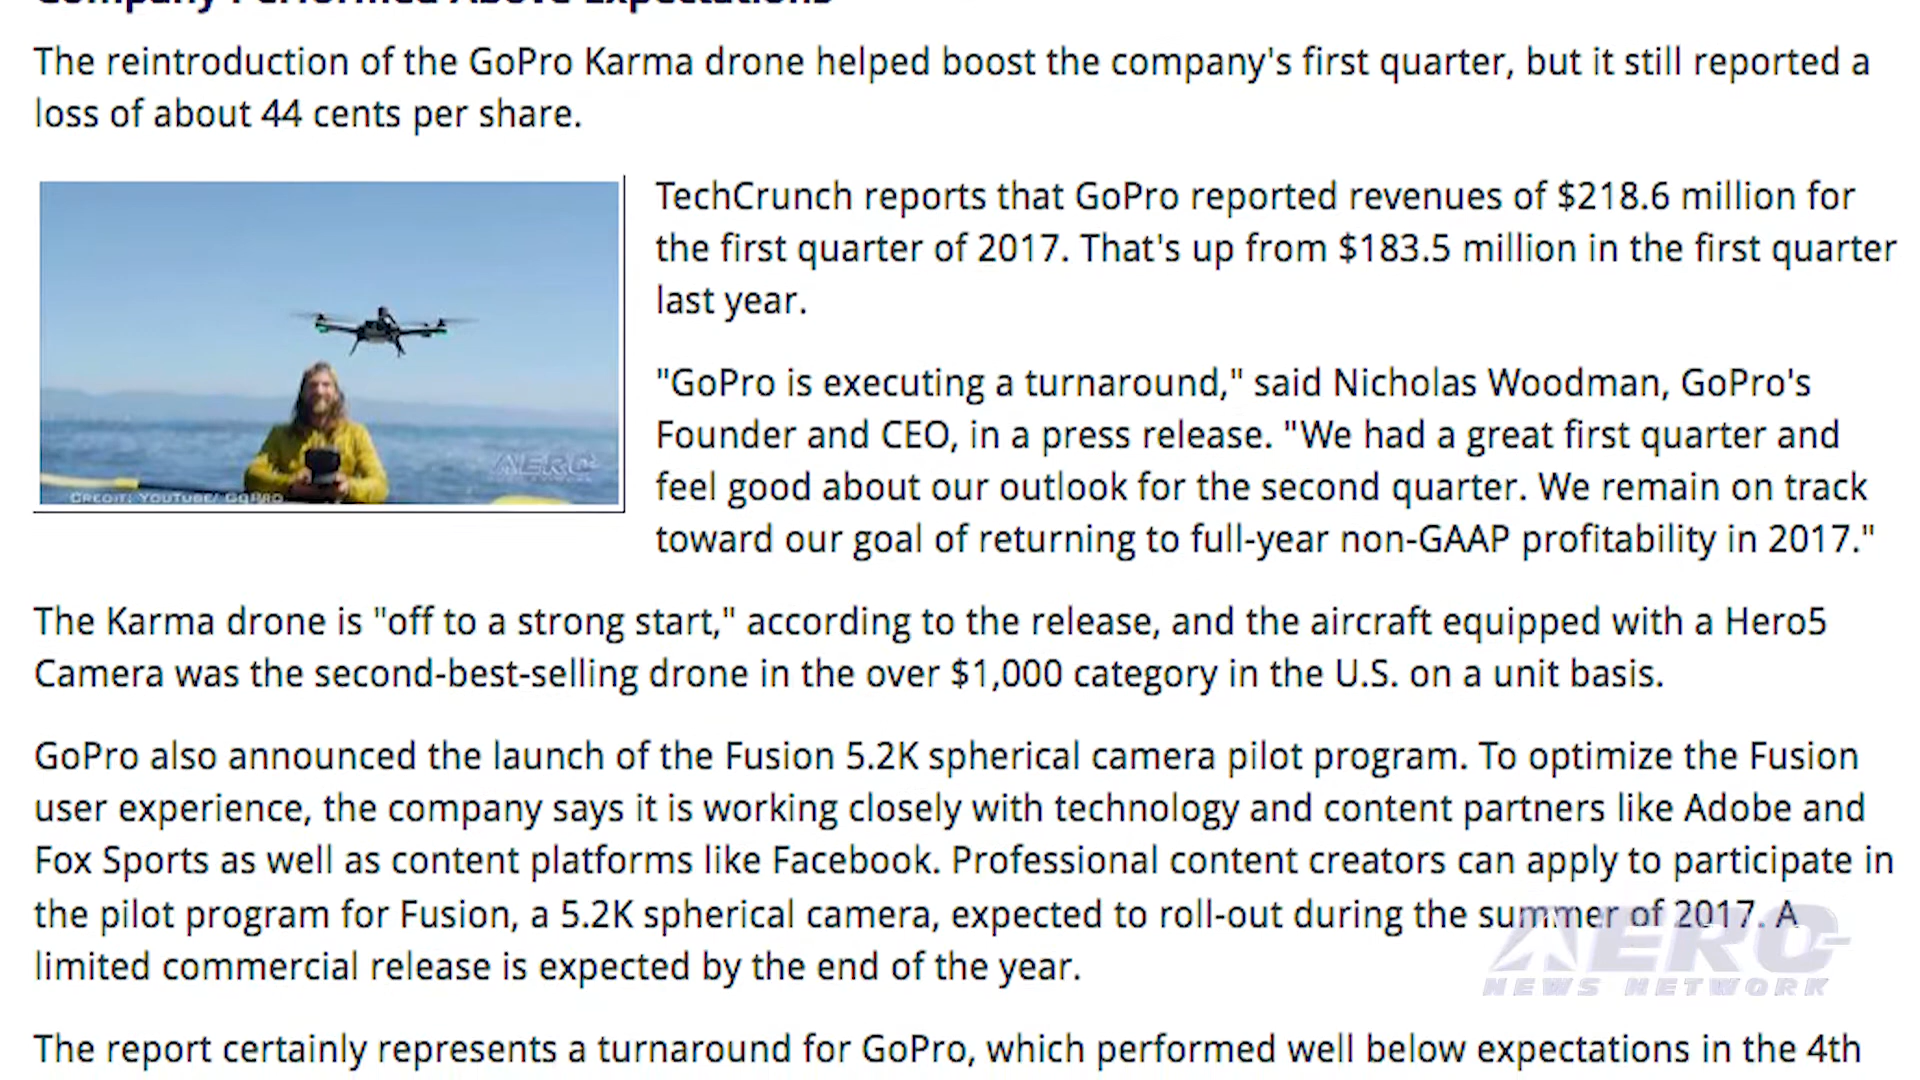 Company Performed Above Expectations
The reintroduction of the GoPro Karma drone helped boost the company's first quarter, but it still reported a
loss of about 44 cents per share.
TechCrunch reports that GoPro reported revenues of $218.6 million for
the first quarter of 2017. That's up from $183.5 million in the first quarter
last year.
"GoPro is executing a turnaround," said Nicholas Woodman, GoPro's
Founder and CEO, in a press release. "We had a great first quarter and
feel good about our outlook for the second quarter. We remain on track
toward our goal of returning to full-year non-GAAP profitability in 2017."
AERO
CREDIT: YOUTUBE/ GOPRO
The Karma drone is "off to a strong start," according to the release, and the aircraft equipped with a Hero5
Camera was the second-best-selling drone in the over $1,000 category in the U.S. on a unit basis.
GoPro also announced the launch of the Fusion 5.2K spherical camera pilot program. To optimize the Fusion
user experience, the company says it is working closely with technology and content partners like Adobe and
Fox Sports as well as content platforms like Facebook. Professional content creators can apply to participate in
the pilot program for Fusion, a 5.2K spherical camera, expected to roll-out during the summer of 2017. A
limited commercial release is expected by the end of the year.
AERO
NEWS NETWORK
The report certainly represents a turnaround for GoPro, which performed well below expectations in the 4th